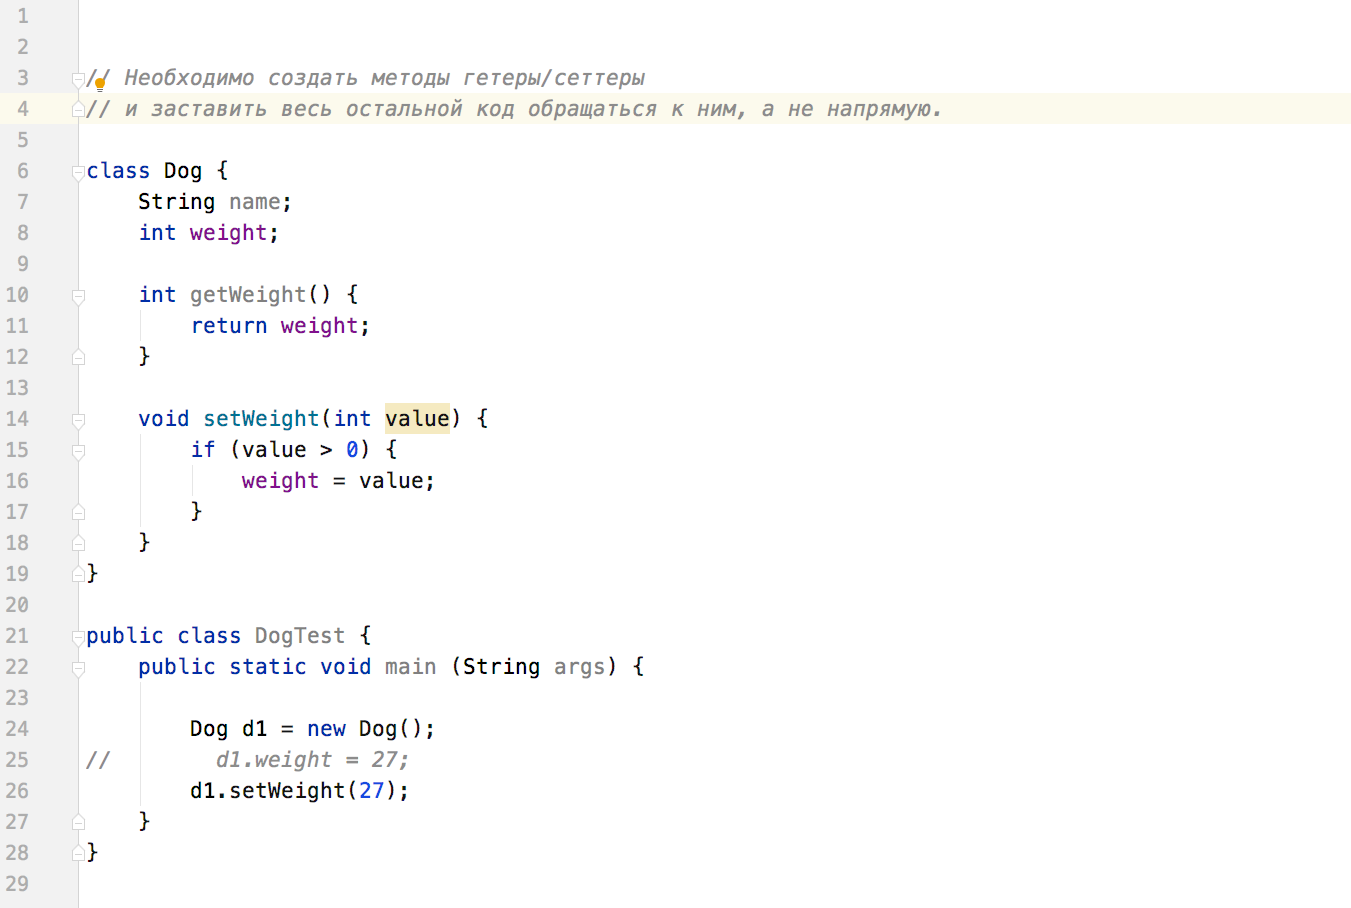 1
2
3 // Необходимо создать методы гетеры/сеттеры
4 // и заставить весь остальной код обращаться к ним, а не напрямую.
5
6 class Dog {
7     String name;
8     int weight;
9
10     int getWeight() {
11         return weight;
12     }
13
14     void setWeight(int value) {
15         if (value > 0) {
16             weight = value;
17         }
18     }
19 }
20
21 public class DogTest {
22     public static void main (String args) {
23
24         Dog d1 = new Dog();
25 //        d1.weight = 27;
26         d1.setWeight(27);
27     }
28 }
29